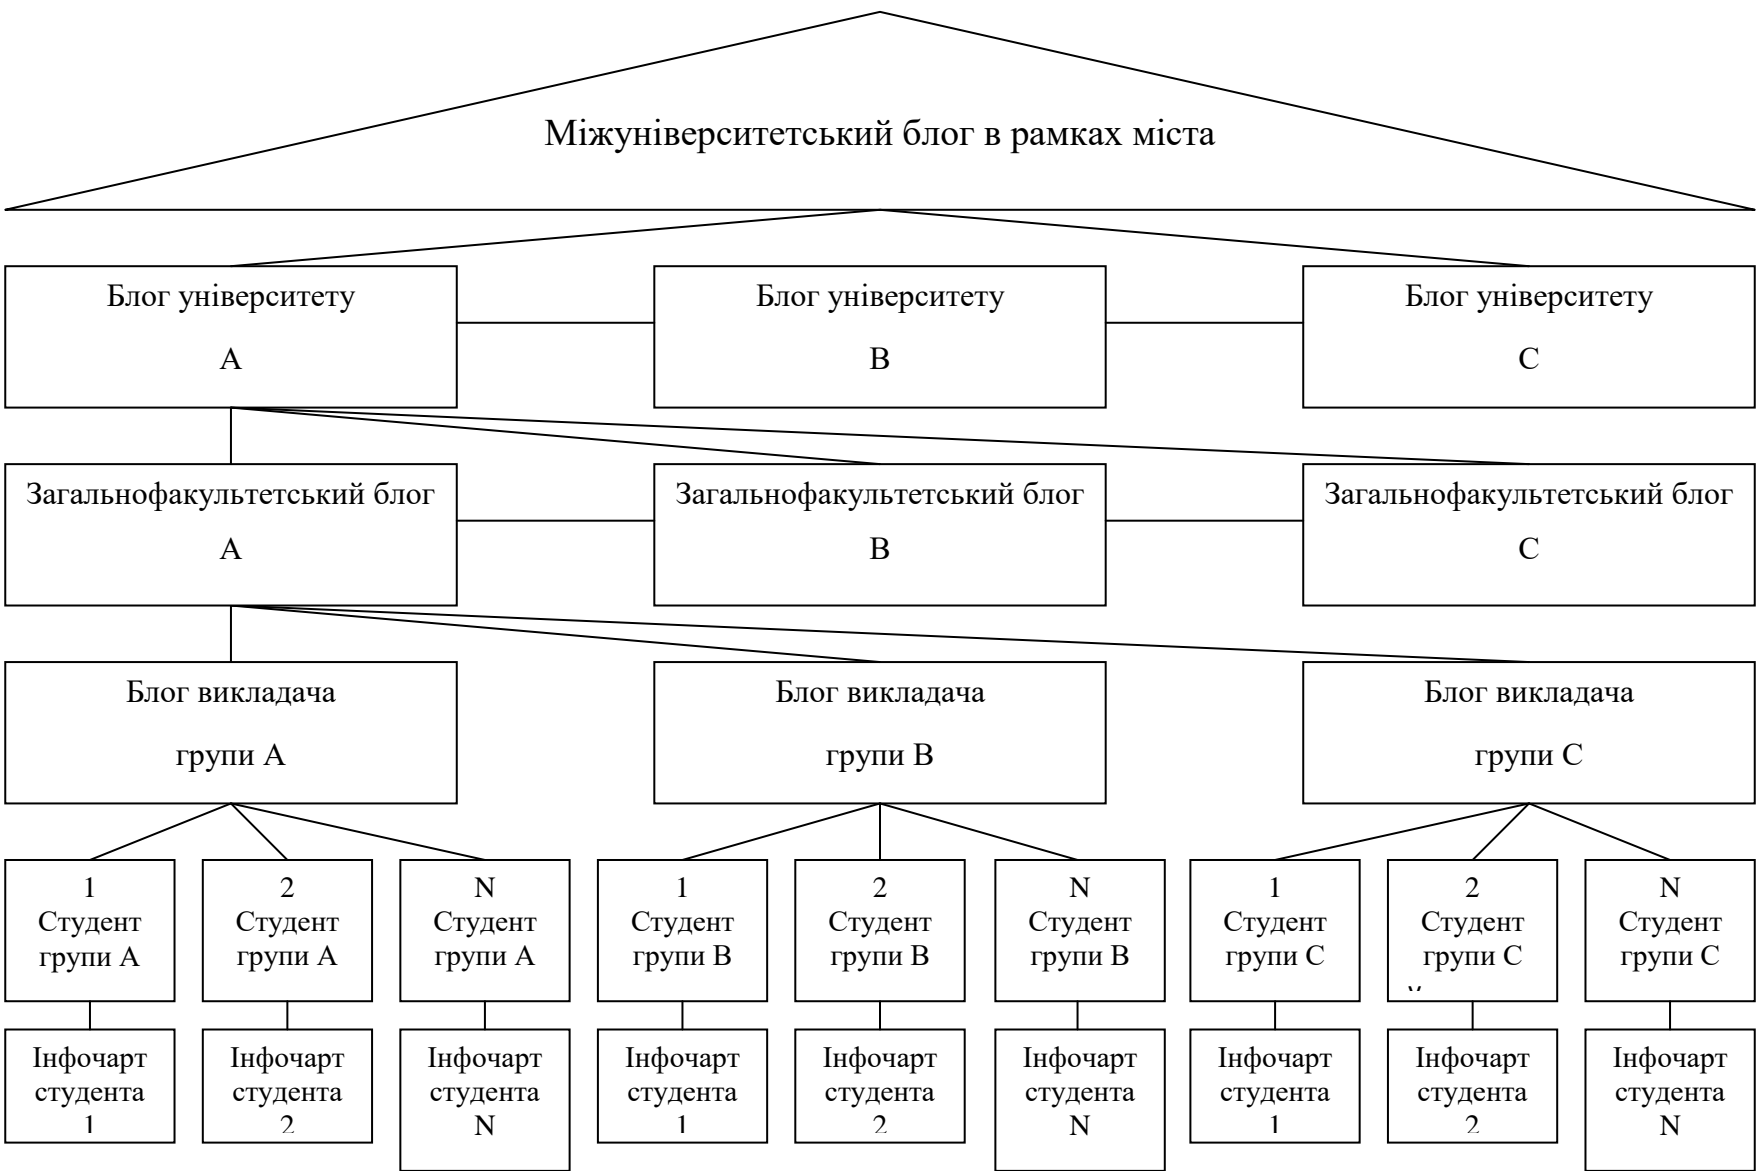 Міжуніверситетський блог в рамках міста
Блог університету
А
Блог університету
В
Блог університету
С
Загальнофакультетський блог
А
Загальнофакультетський блог
В
Загальнофакультетський блог
С
Блог викладача
групи А
Блог викладача
групи В
Блог викладача
групи С
1
Студент
групи А
2
Студент
групи А
N
Студент
групи А
1
Студент
групи В
2
Студент
групи В
N
Студент
групи В
1
Студент
групи С
2
Студент
групи С
N
Студент
групи С
Інфочарт
студента
1
Інфочарт
студента
2
Інфочарт
студента
N
Інфочарт
студента
1
Інфочарт
студента
2
Інфочарт
студента
N
Інфочарт
студента
1
Інфочарт
студента
2
Інфочарт
студента
N